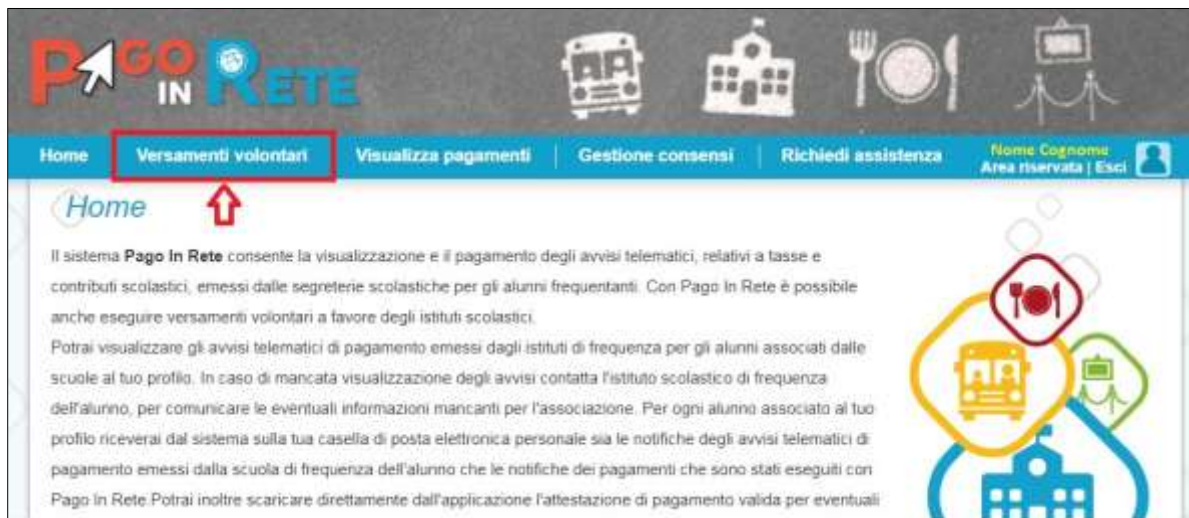 PAGO
IN RETE
Home Versamenti volontari Visualizza pagamenti Gestione consensi Richiedi assistenza Nome Cognome
Area riservata | Esci
Home
Il sistema Pago In Rete consente la visualizzazione e il pagamento degli avvisi telematici, relativi a tasse e
contributi scolastici, emessi dalle segreterie scolastiche per gli alunni frequentanti. Con Pago In Rete è possibile
anche eseguire versamenti volontari a favore degli istituti scolastici.
Potrai visualizzare gli avvisi telematici di pagamento emessi dagli istituti di frequenza per gli alunni associati dalle
scuole al tuo profilo. In caso di mancata visualizzazione degli avvisi contatta l'istituto scolastico di frequenza
dell'alunno, per comunicare le eventuali informazioni mancanti per l'associazione. Per ogni alunno associato al tuo
profilo riceverai dal sistema sulla tua casella di posta elettronica personale sia le notifiche degli avvisi telematici di
pagamento emessi dalla scuola di frequenza dell'alunno che le notifiche dei pagamenti che sono stati eseguiti con
Pago In Rete.Potrai inoltre scaricare direttamente dall'applicazione l'attestazione di pagamento valida per eventuali